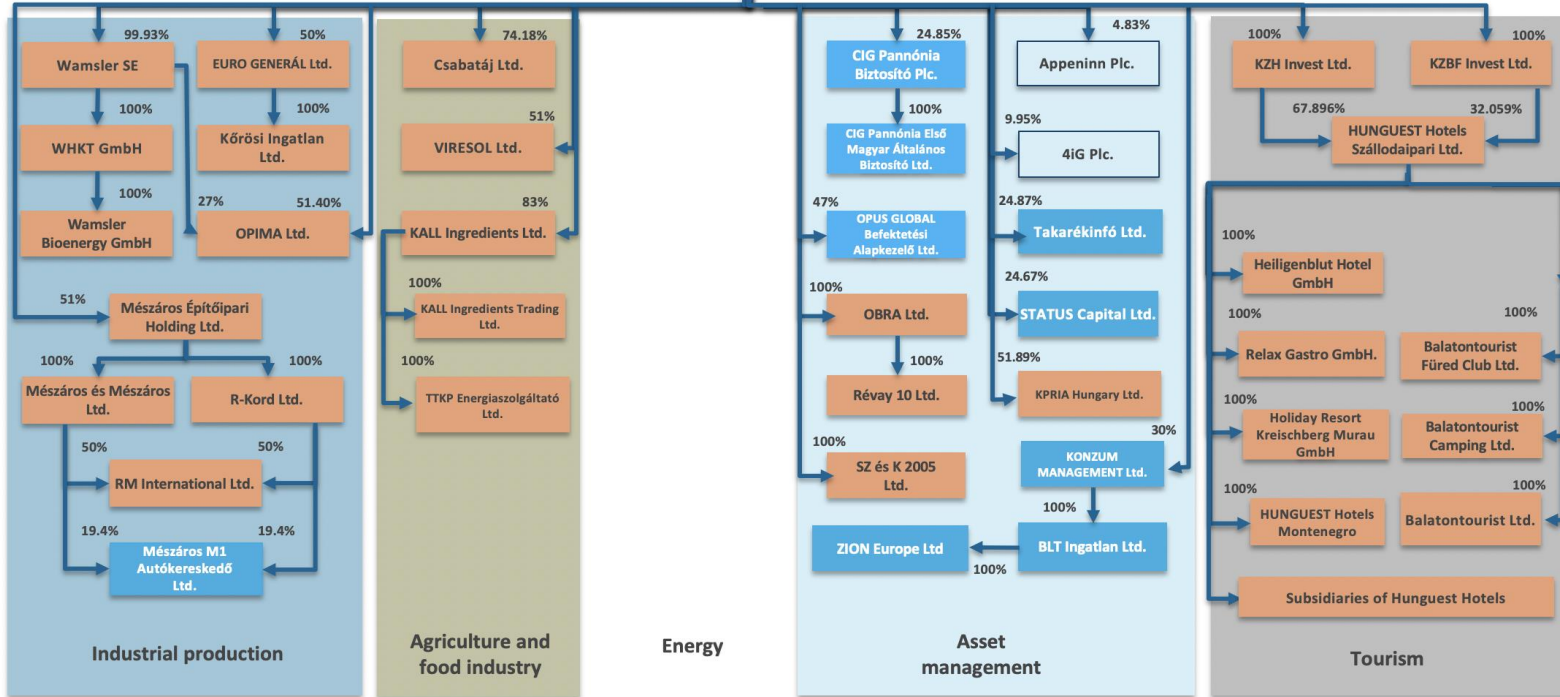 99.93%
50%
Wamsler SE
EURO GENERÁL Ltd.
100%
100%
WHKT GmbH
Kőrösi Ingatlan
Ltd.
100%
27%
51.40%
Wamsler
Bioenergy GmbH
OPIMA Ltd.
51%
Mészáros Építőipari
Holding Ltd.
100%
100%
Mészáros és Mészáros
Ltd.
R-Kord Ltd.
50%
50%
RM International Ltd.
19.4%
19.4%
Mészáros M1
Autókereskedő
Ltd.
Industrial production
74.18%
Csabatáj Ltd.
51%
VIRESOL Ltd.
83%
KALL Ingredients Ltd.
100%
KALL Ingredients Trading
Ltd.
100%
TTKP Energiaszolgáltató
Ltd.
Agriculture and
food industry
Energy
24.85%
CIG Pannónia
Biztosító Plc.
100%
CIG Pannónia Első
Magyar Általános
Biztosító Ltd.
47%
OPUS GLOBAL
Befektetési
Alapkezelő Ltd.
100%
OBRA Ltd.
100%
Révay 10 Ltd.
100%
SZ és K 2005
Ltd.
4.83%
Appeninn Plc.
9.95%
4iG Plc.
24.87%
Takarékinfó Ltd.
24.67%
STATUS Capital Ltd.
51.89%
KPRIA Hungary Ltd.
30%
KONZUM
MANAGEMENT Ltd.
100%
BLT Ingatlan Ltd.
100%
ZION Europe Ltd
Asset
management
100%
100%
KZH Invest Ltd.
KZBF Invest Ltd.
67.896%
32.059%
HUNGUEST Hotels
Szállodaipari Ltd.
100%
Heiligenblut Hotel
GmbH
100%
Relax Gastro GmbH.
100%
Balatontourist
Füred Club Ltd.
100%
Holiday Resort
Kreischberg Murau
GmbH
100%
Balatontourist
Camping Ltd.
100%
HUNGUEST Hotels
Montenegro
100%
Balatontourist Ltd.
Subsidiaries of Hunguest Hotels
Tourism